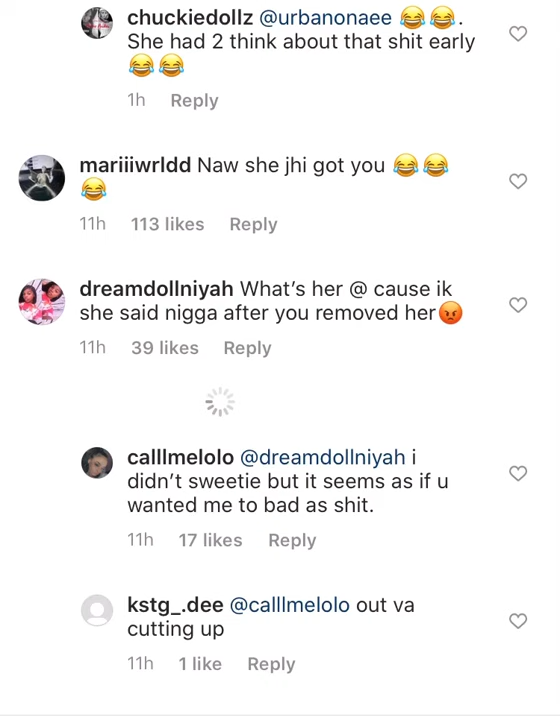 chuckiedollz @urbanonaee 😂😂.
She had 2 think about that shit early
😂😂
1h Reply
mariiiwrldd Naw she jhi got you 😂😂
😂
11h 113 likes Reply
dreamdollniyah What’s her @ cause ik
she said nigga after you removed her😡
11h 39 likes Reply
calllmelolo @dreamdollniyah i
didn’t sweetie but it seems as if u
wanted me to bad as shit.
11h 17 likes Reply
kstg_.dee @calllmelolo out va
cutting up
11h 1 like Reply